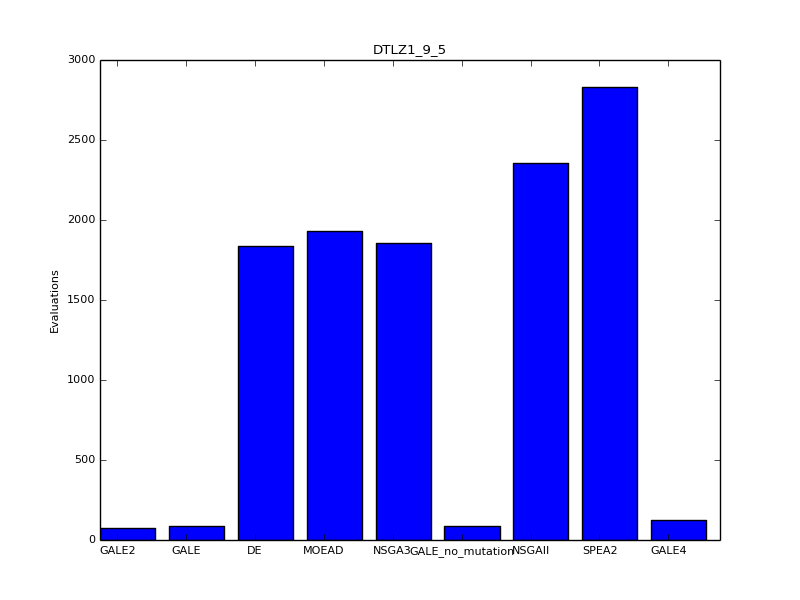 DTLZ1_9_5
3000
2500
2000
1500
1000
500
0
Evaluations
GALE2 GALE DE MOEAD NSGA3 GALE_no_mutation NSGAII SPEA2 GALE4